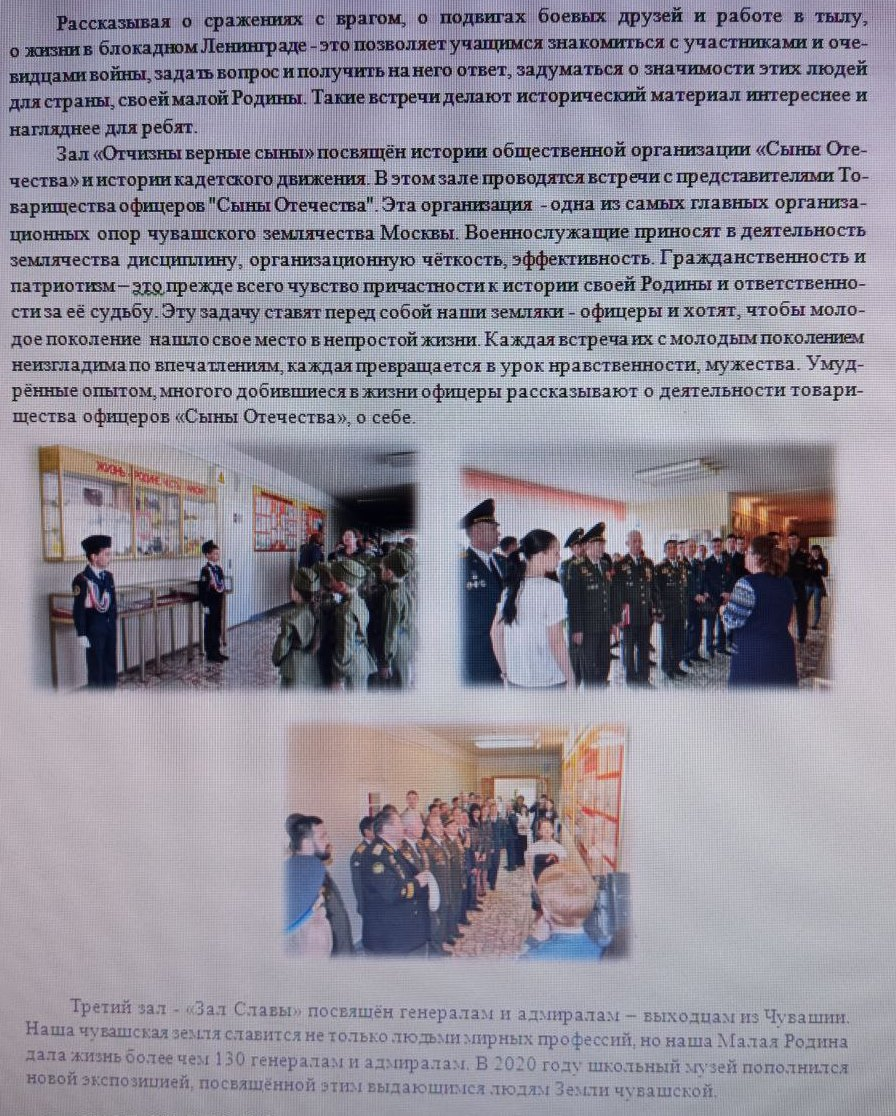 Рассказывая о сражениях с врагом, о подвигах боевых друзей и работе в тылу,
о жизни в блокадном Ленинграде - это позволяет учащимся знакомиться с участниками и оче-
видцами войны, задать вопрос и получить на него ответ, задуматься о значимости этих людей
для страны, своей малой Родины. Такие встречи делают исторический материал интереснее и
нагляднее для ребят.
Зал «Отчизны верные сыны» посвящён истории общественной организации «Сыны Оте-
чества» и истории кадетского движения. В этом зале проводятся встречи с представителями То-
варищества офицеров "Сыны Отечества". Эта организация - одна из самых главных организа-
ционных опор чувашского землячества Москвы. Военнослужащие приносят в деятельность
землячества дисциплину, организационную чёткость, эффективность. Гражданственность и
патриотизм – это прежде всего чувство причастности к истории своей Родины и ответственно-
сти за её судьбу. Эту задачу ставят перед собой наши земляки - офицеры и хотят, чтобы моло-
дое поколение нашло свое место в непростой жизни. Каждая встреча их с молодым поколением
неизгладима по впечатлениям, каждая превращается в урок нравственности, мужества. Умуд-
рённые опытом, многого добившиеся в жизни офицеры рассказывают о деятельности товари-
щества офицеров «Сыны Отечества», о себе.
ЖИЗНЬ - РОДИНЕ, ЧЕСТЬ - НИКОМУ
Третий зал - «Зал Славы» посвящён генералам и адмиралам – выходцам из Чувашии.
Наша чувашская земля славится не только людьми мирных профессий, но наша Малая Родина
дала жизнь более чем 130 генералам и адмиралам. В 2020 году школьный музей пополнился
новой экспозицией, посвящённой этим выдающимся людям Земли чувашской.